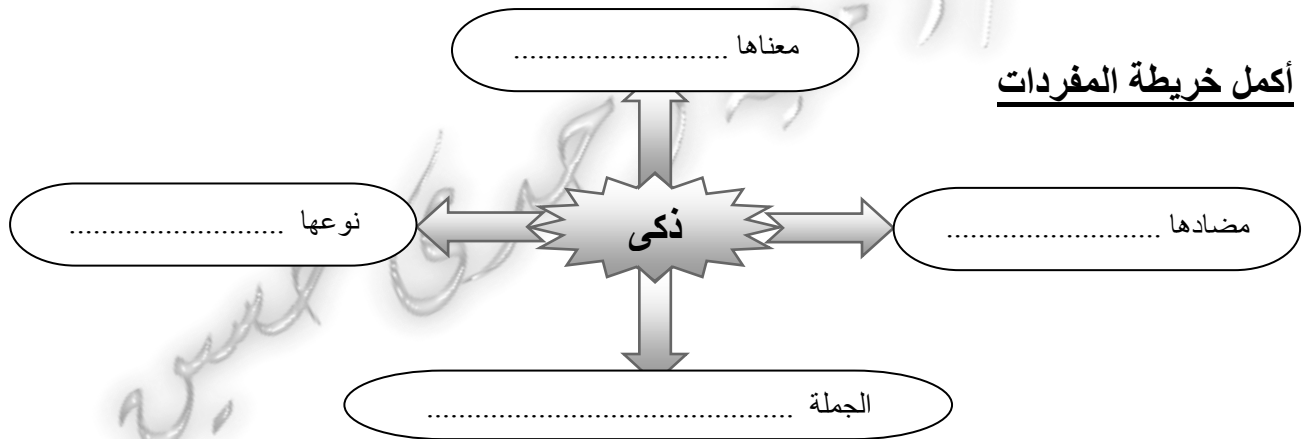 معناها ...........................
أكمل خريطة المفردات
مضادها ...........................
ذكى
نوعها ...........................
الجملة ..............................................